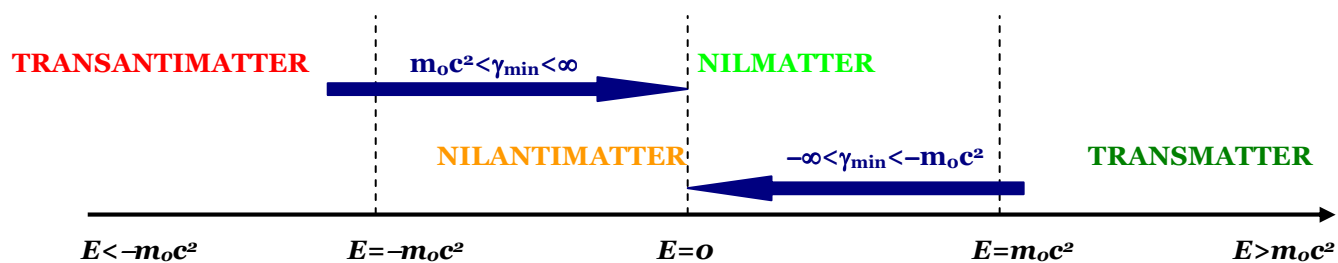 TRANSANTIMATTER m₀c²<γmin<∞ NILMATTER
NILANTIMATTER –∞<γmin<–m₀c² TRANSMATTER
E<–m₀c² E=–m₀c² E=0 E=m₀c² E>m₀c²